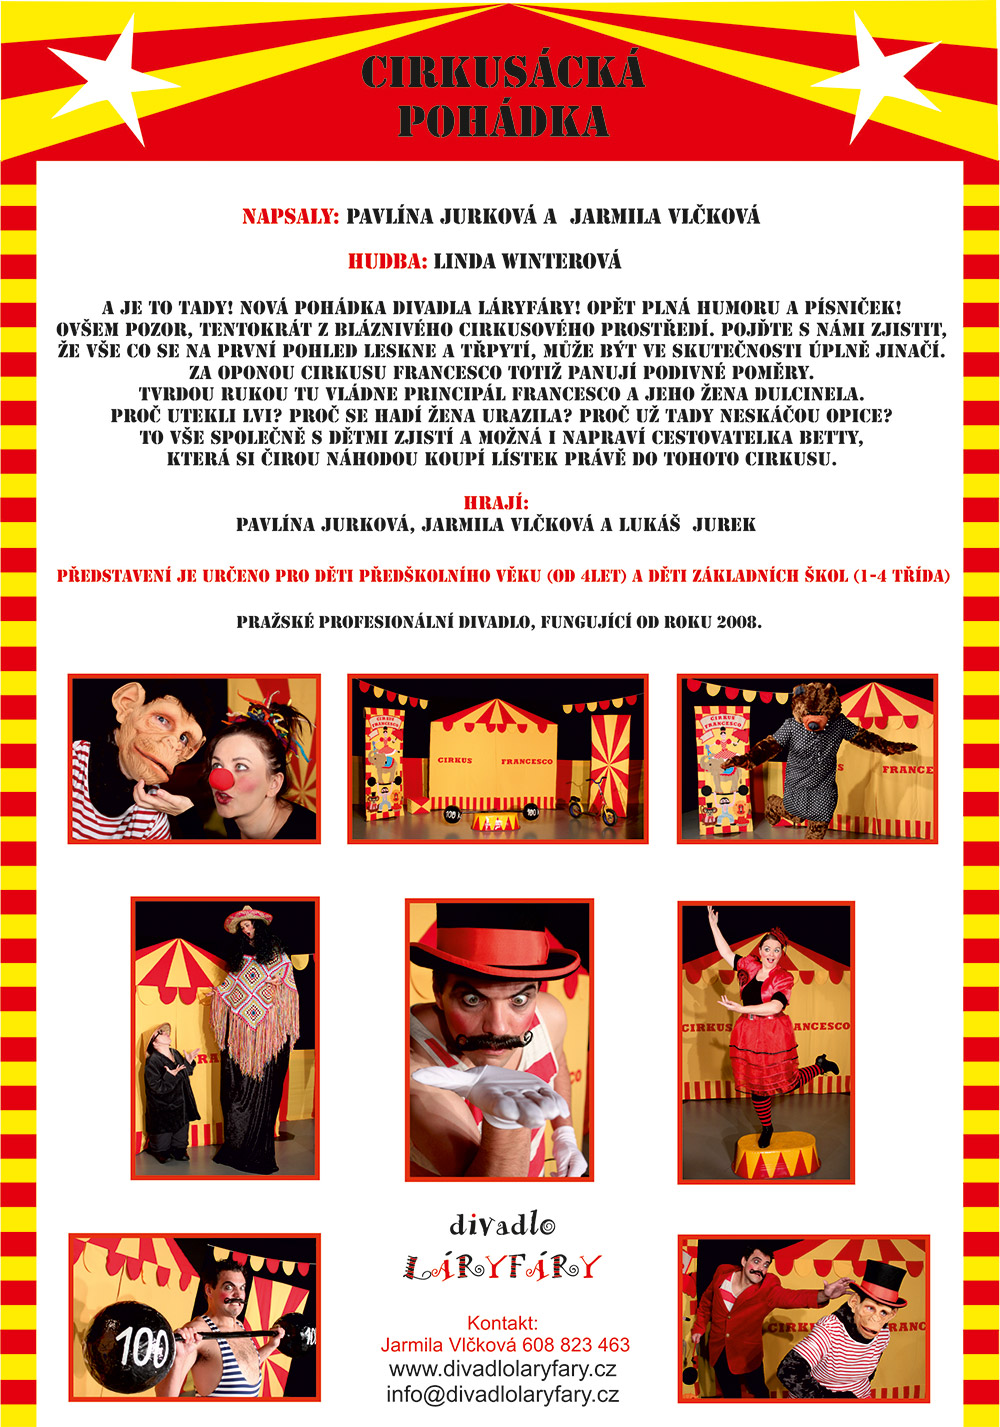 CIRKUSÁCKÁ
POHÁDKA
NAPSALY: PAVLÍNA JURKOVÁ A JARMILA VLČKOVÁ
HUDBA: LINDA WINTEROVÁ
A JE TO TADY! NOVÁ POHÁDKA DIVADLA LÁRYFÁRY! OPĚT PLNÁ HUMORU A PÍSNIČEK!
OVŠEM POZOR, TENTOKRÁT Z BLÁZNIVÉHO CIRKUSOVÉHO PROSTŘEDÍ. POJĎTE S NÁMI ZJISTIT,
ŽE VŠE CO SE NA PRVNÍ POHLED LESKNE A TŘPYTÍ, MŮŽE BÝT VE SKUTEČNOSTI ÚPLNĚ JINAČÍ.
ZA OPONOU CIRKUSU FRANCESCO TOTIŽ PANUJÍ PODIVNÉ POMĚRY.
TVRDOU RUKOU TU VLÁDNE PRINCIPÁL FRANCESCO A JEHO ŽENA DULCINELA.
PROČ UTEKLI LVI? PROČ SE HADÍ ŽENA URAZILA? PROČ UŽ TADY NESKÁČOU OPICE?
TO VŠE SPOLEČNĚ S DĚTMI ZJISTÍ A MOŽNÁ I NAPRAVÍ CESTOVATELKA BETTY,
KTERÁ SI ČIROU NÁHODOU KOUPÍ LÍSTEK PRÁVĚ DO TOHOTO CIRKUSU.
HRAJÍ:
PAVLÍNA JURKOVÁ, JARMILA VLČKOVÁ A LUKÁŠ JUREK
PŘEDSTAVENÍ JE URČENO PRO DĚTI PŘEDŠKOLNÍHO VĚKU (OD 4LET) A DĚTI ZÁKLADNÍCH ŠKOL (1-4 TŘÍDA)
PRAŽSKÉ PROFESIONÁLNÍ DIVADLO, FUNGUJÍCÍ OD ROKU 2008.
CIRKUS FRANCESCO
CIRKUS FRANCESCO
100 100
CIRKUS FRANCESCO
S FRANCE
RA
CIRKUS ANCESCO
divadlo
LÁRYFÁRY
100
CIRK FRANC
Kontakt:
Jarmila Vlčková 608 823 463
www.divadlolaryfary.cz
info@divadlolaryfary.cz